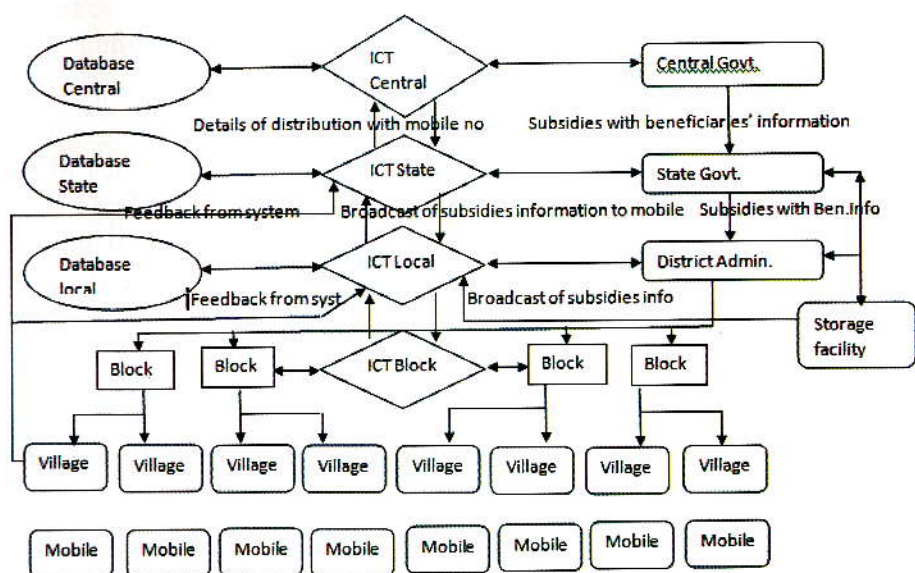 Database
Central
ICT
Central
Central Govt.
Details of distribution with mobile no
Subsidies with beneficiaries' information
Database
State
ICT State
State Govt.
Feedback from system
Broadcast of subsidies information to mobile
Subsidies with Ben.Info
Database
local
ICT Local
District Admin.
Feedback from syst
Broadcast of subsidies info
Storage
facility
Block
Block
ICT Block
Block
Block
Village
Village
Village
Village
Village
Village
Village
Village
Mobile
Mobile
Mobile
Mobile
Mobile
Mobile
Mobile
Mobile